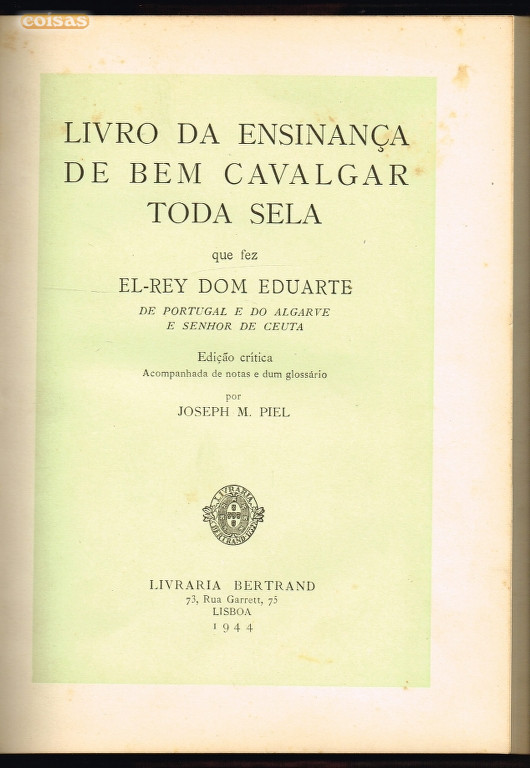 coisas
LIVRO DA ENSINANÇA
DE BEM CAVALGAR
TODA SELA
que fez
EL-REY DOM EDUARTE
DE PORTUGAL E DO ALGARVE
E SENHOR DE CEUTA
Edição crítica
Acompanhada de notas e dum glossário
por
JOSEPH M. PIEL
LIVRARIA
BERTRAND
LIVRARIA BERTRAND
73, Rua Garrett, 75
LISBOA
1944